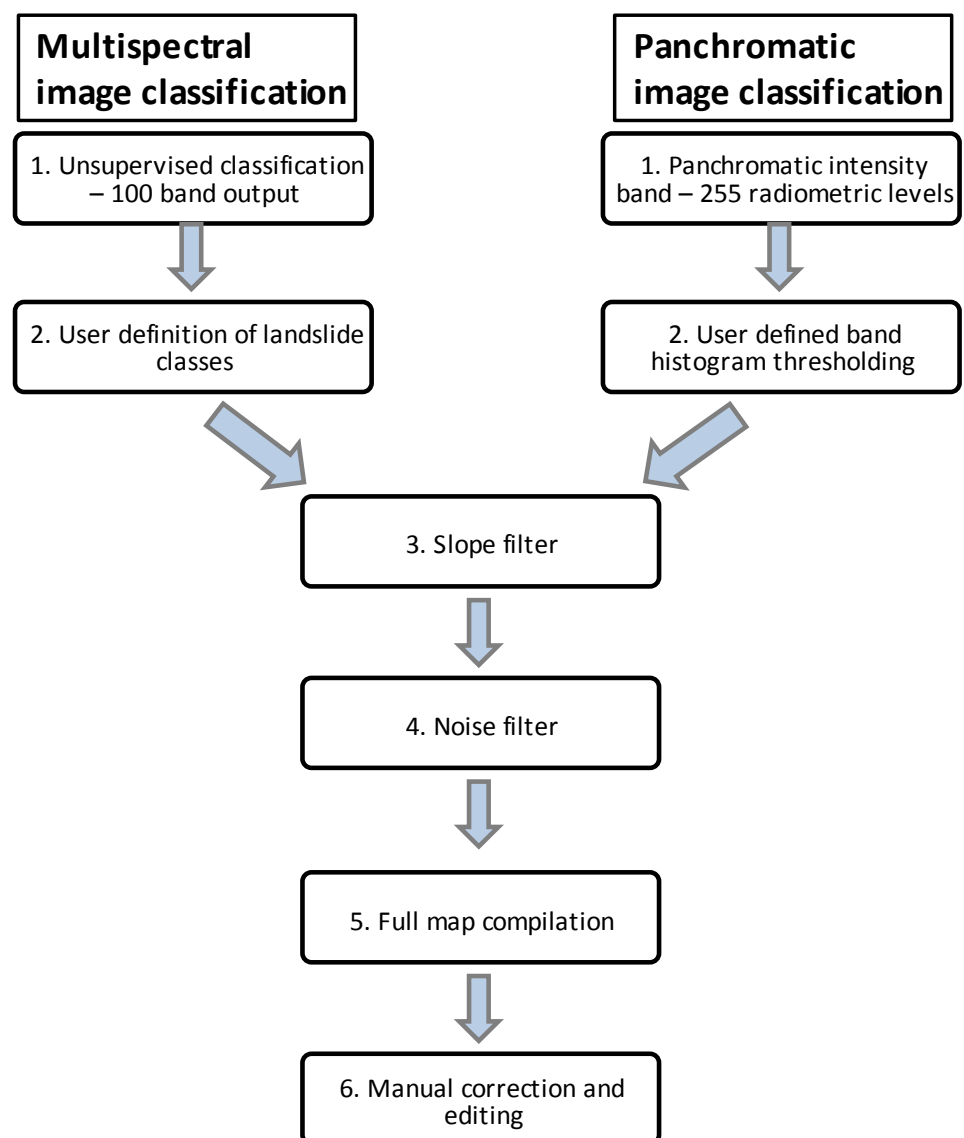 Multispectral
image classification
Panchromatic
image classification
1. Unsupervised classification
– 100 band output
1. Panchromatic intensity
band – 255 radiometric levels
2. User definition of landslide
classes
2. User defined band
histogram thresholding
3. Slope filter
4. Noise filter
5. Full map compilation
6. Manual correction and
editing